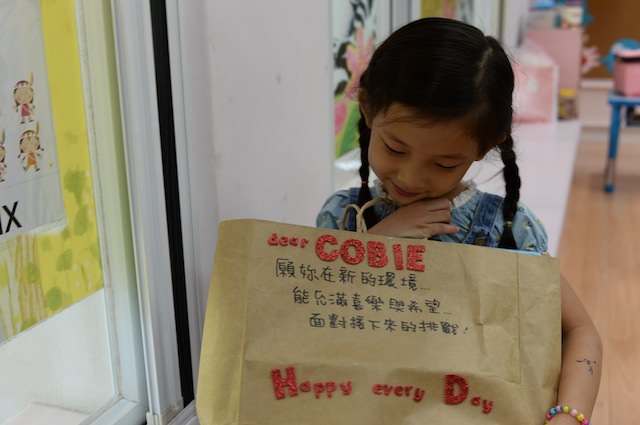 IX
dear COBIE
願妳在新的環境...
能充滿喜樂與希望...
面對接下來的挑戰!
Happy every Day